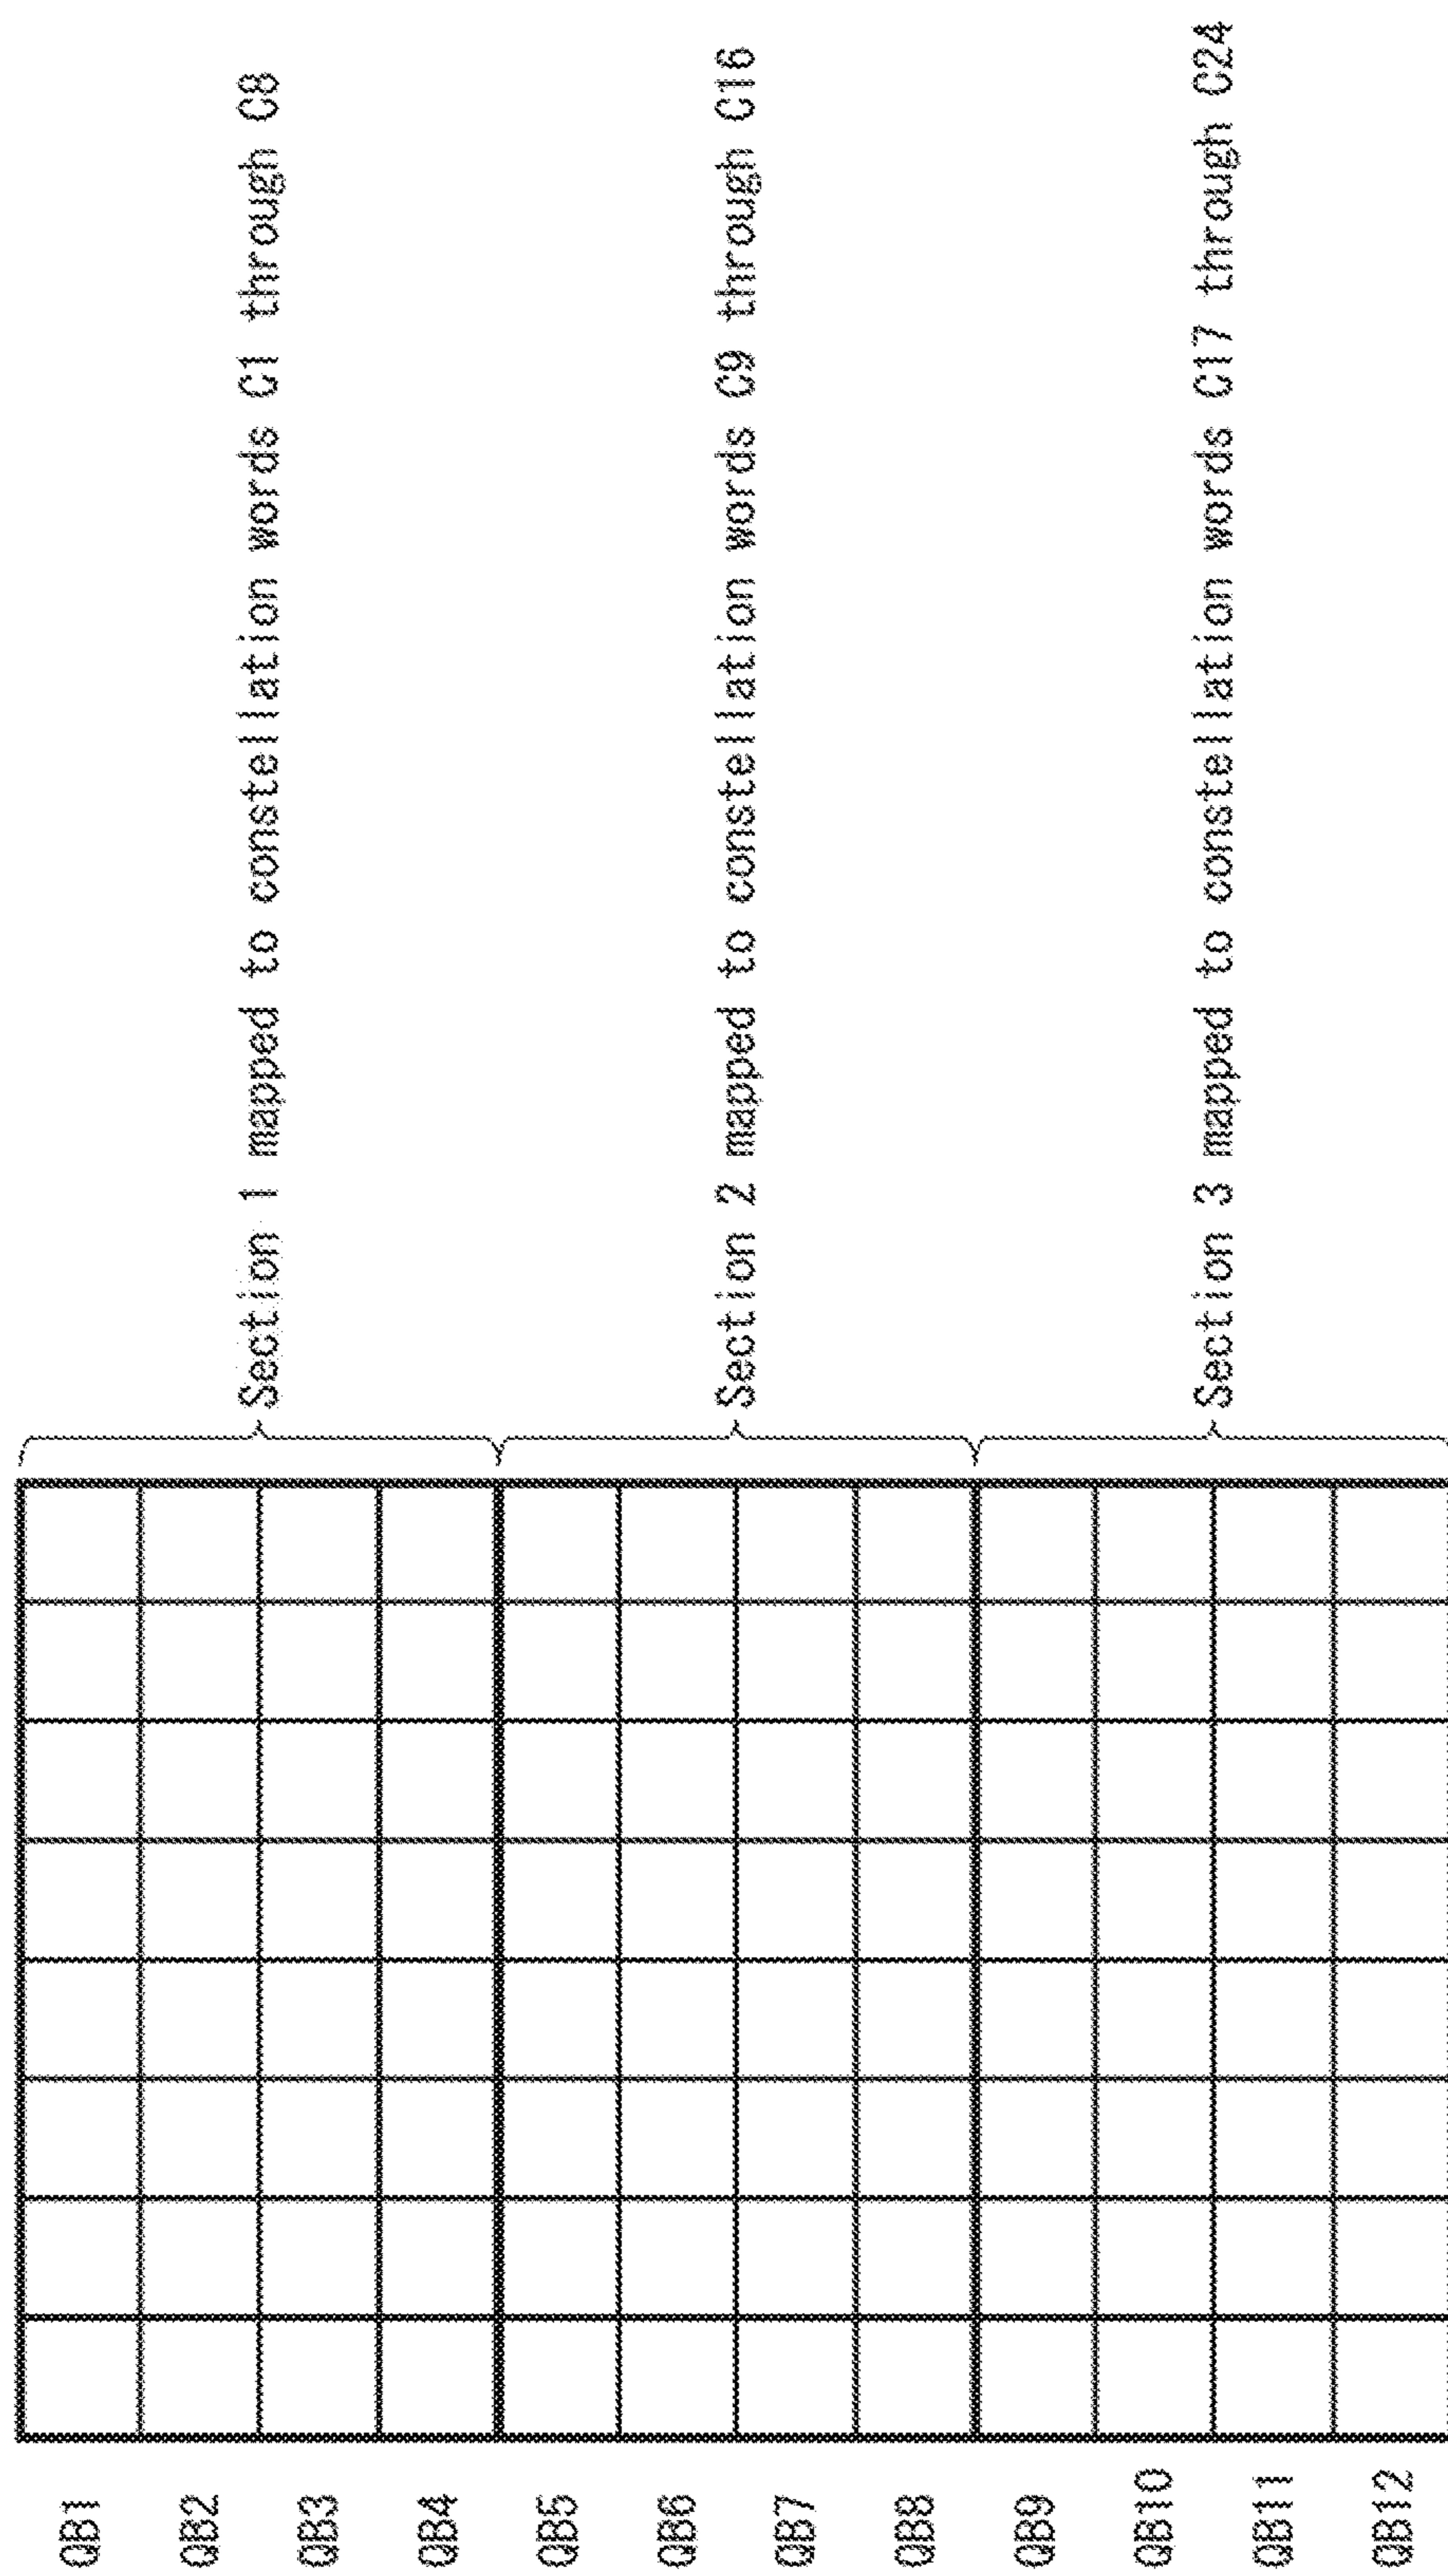 QB1
QB2
QB3
QB4
QB5
QB6
QB7
QB8
QB9
QB10
QB11
QB12
Section 1 mapped to constellation words C1 through C8
Section 2 mapped to constellation words C9 through C16
Section 3 mapped to constellation words C17 through C24